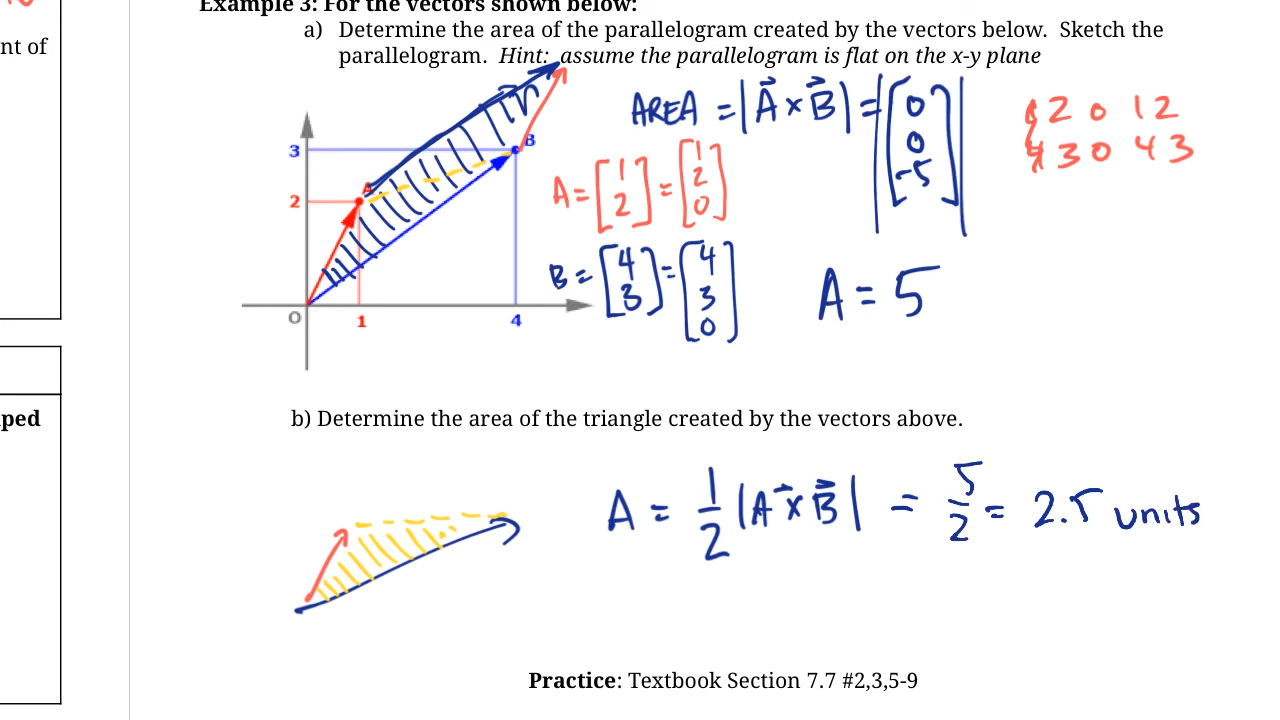 Example 3: For the vectors shown below:
nt of
a) Determine the area of the parallelogram created by the vectors below. Sketch the
parallelogram. Hint: assume the parallelogram is flat on the x-y plane
AREA = |A × B| = |[0 0 -5]|
2 0 1 2
3 0 4 3
A = [1 2] = [1 2 0]
B = [4 3] = [4 3 0]
A = 5
3
B
A
2
O
1
4
ped
b) Determine the area of the triangle created by the vectors above.
A = 1/2 |A × B| = 5/2 = 2.5 units
Practice: Textbook Section 7.7 #2,3,5-9